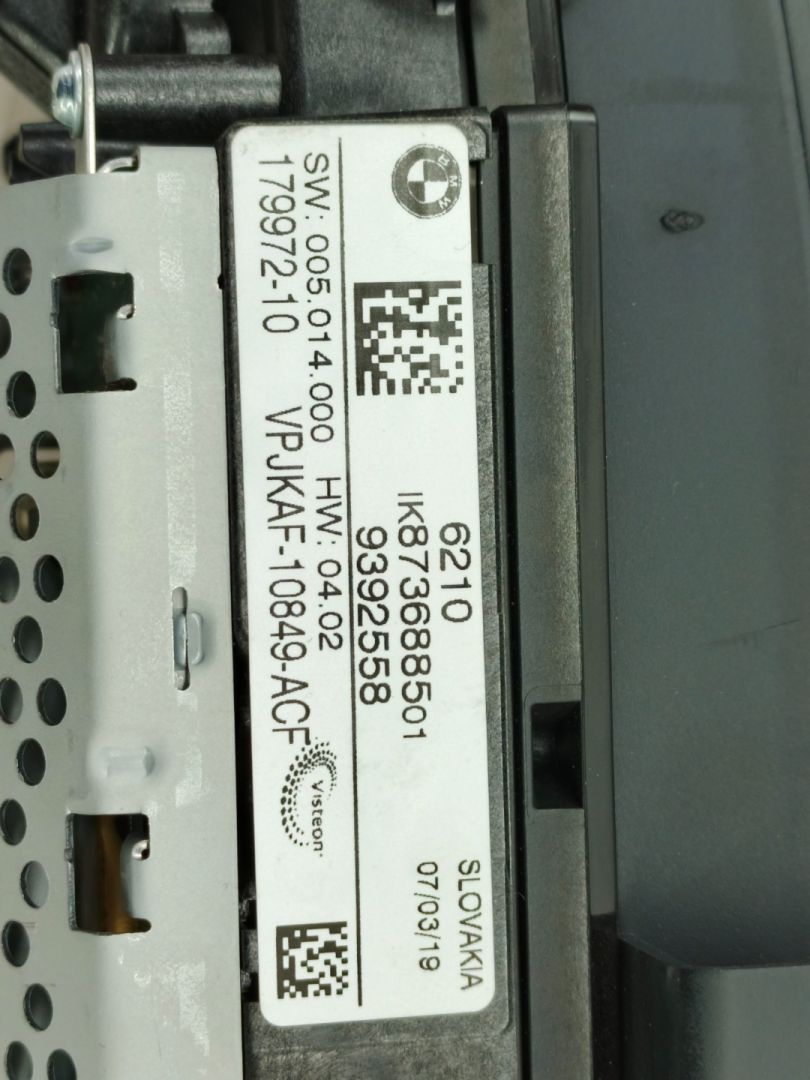 BMW
6210
IK873688501
9392558
SLOVAKIA
07/03/19
SW: 005.014.000 HW: 04.02
179972-10 VPJKAF-10849-ACF
Visteon